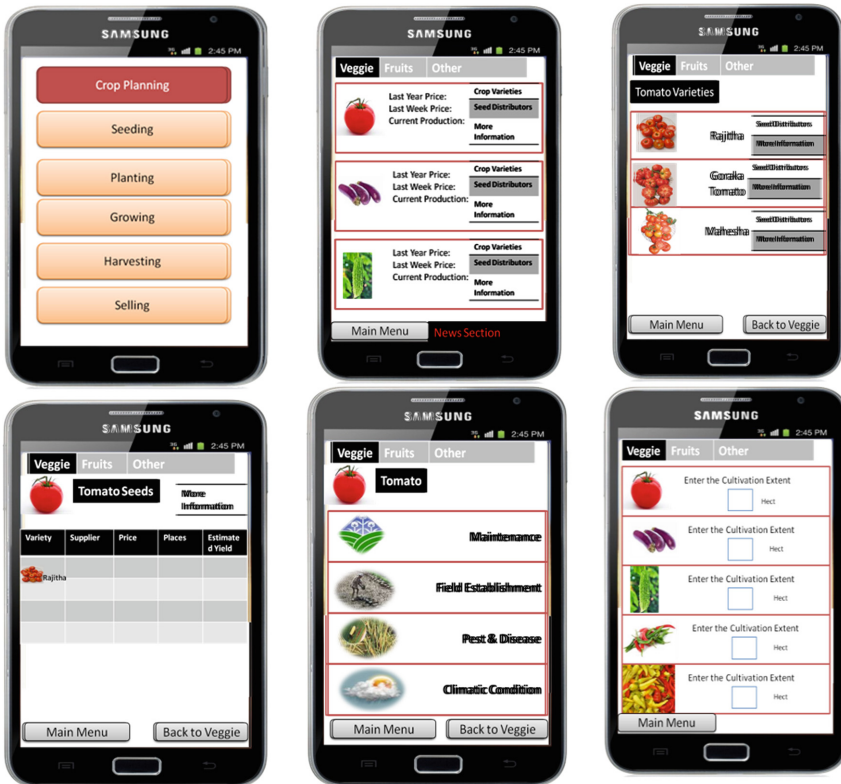 SAMSUNG
3G 2:45 PM
Crop Planning
Seeding
Planting
Growing
Harvesting
Selling
SAMSUNG
3G 2:45 PM
Veggie Fruits Other
Last Year Price:
Last Week Price:
Current Production:
Crop Varieties
Seed Distributors
More
Information
Last Year Price:
Last Week Price:
Current Production:
Crop Varieties
Seed Distributors
More
Information
Last Year Price:
Last Week Price:
Current Production:
Crop Varieties
Seed Distributors
More
Information
Main Menu
News Section
SAMSUNG
3G 2:45 PM
Veggie Fruits Other
Tomato Varieties
Rajitha
Seed Distributors
More Information
Goraka
Tomato
Seed Distributors
More Information
Mahesha
Seed Distributors
More Information
Main Menu
Back to Veggie
SAMSUNG
3G 2:45 PM
Veggie Fruits Other
Tomato Seeds
More
Information
Variety Supplier Price Places Estimate
d Yield
Rajitha
Main Menu
Back to Veggie
SAMSUNG
3G 2:45 PM
Veggie Fruits Other
Tomato
Maintenance
Field Establishment
Pest & Disease
Climatic Condition
Main Menu
Back to Veggie
SAMSUNG
3G 2:45 PM
Veggie Fruits Other
Enter the Cultivation Extent
Hect
Enter the Cultivation Extent
Hect
Enter the Cultivation Extent
Hect
Enter the Cultivation Extent
Hect
Enter the Cultivation Extent
Hect
Main Menu